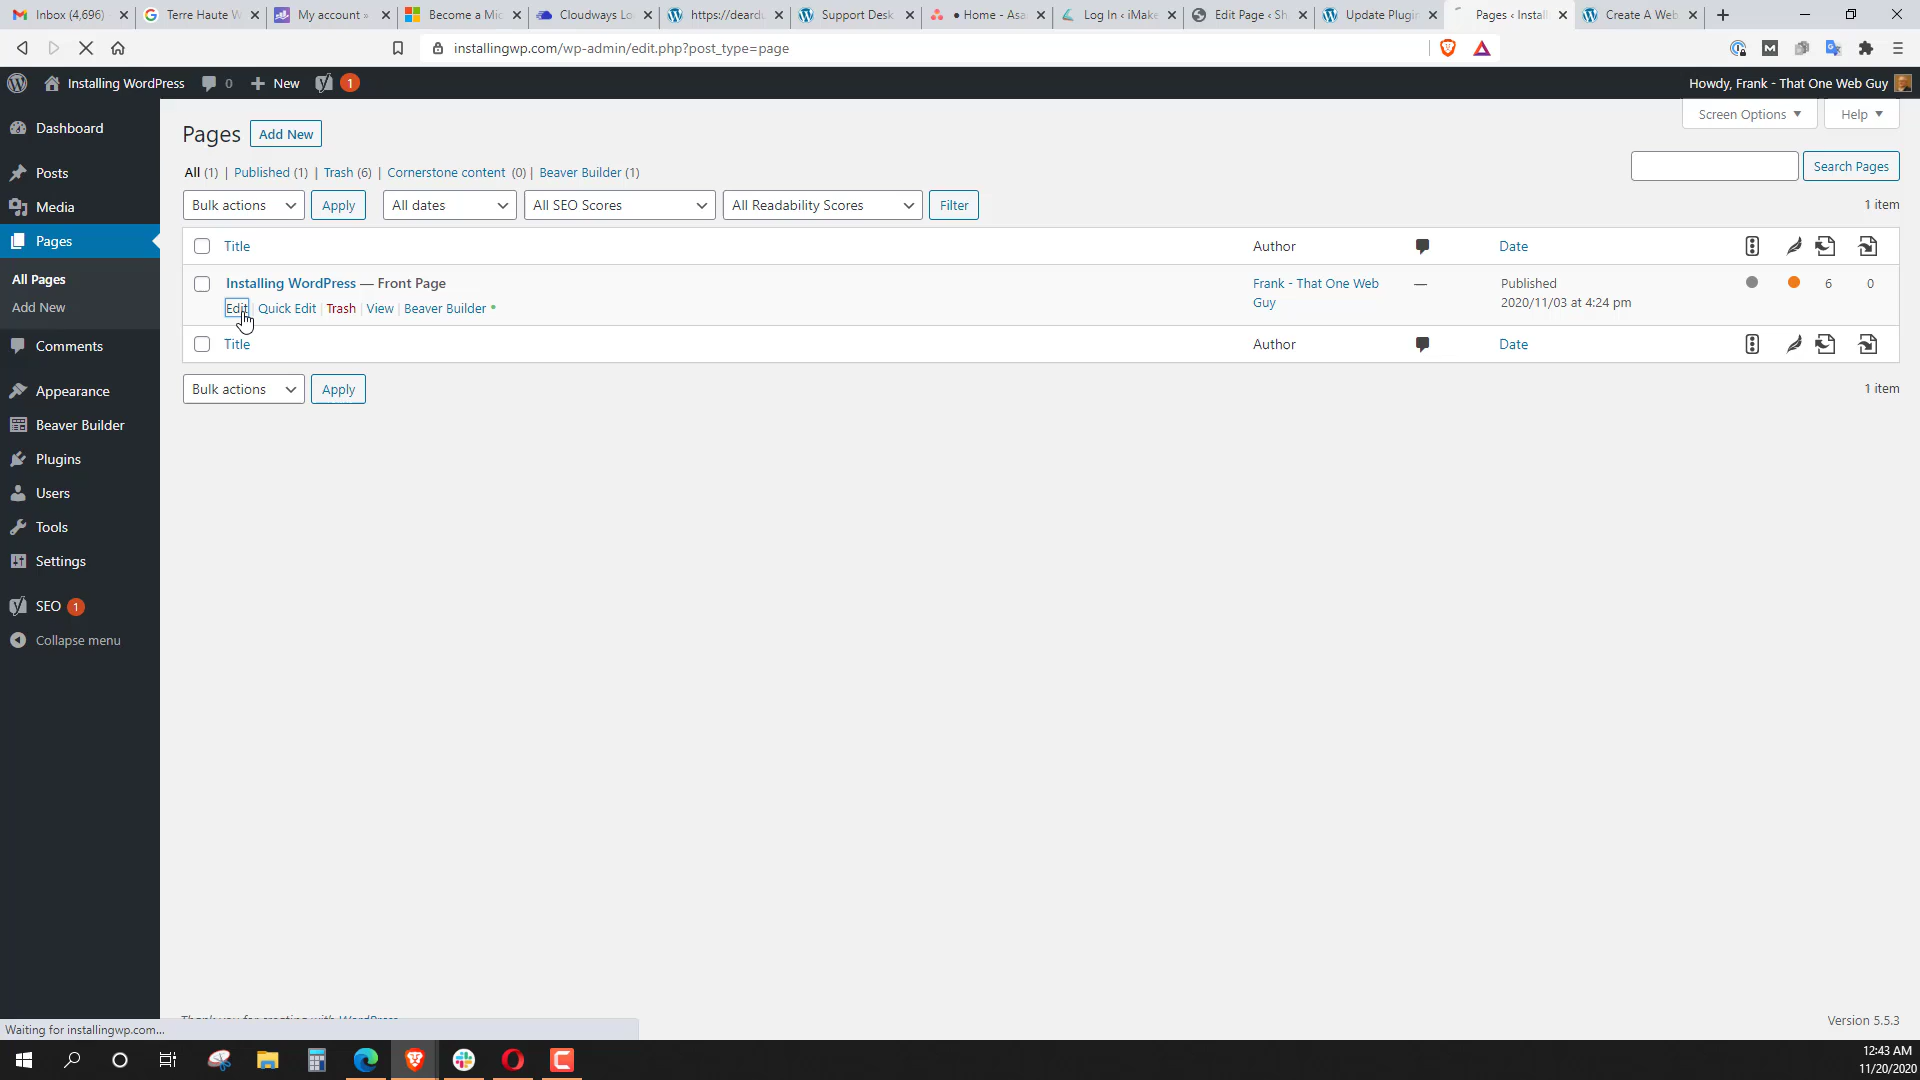 Inbox (4,696)
Terre Haute W
My account »
Become a Mic
Cloudways Lo
https://deardu
Support Desk
• Home - Asa
Log In ‹ iMake
Edit Page ‹ Sh
Update Plugin
Pages ‹ Install
Create A Web
installingwp.com/wp-admin/edit.php?post_type=page
Installing WordPress
0
New
1
Howdy, Frank - That One Web Guy
Dashboard
Posts
Media
Pages
All Pages
Add New
Comments
Appearance
Beaver Builder
Plugins
Users
Tools
Settings
SEO 1
Collapse menu
Screen Options
Help
Pages
Add New
All (1) | Published (1) | Trash (6) | Cornerstone content (0) | Beaver Builder (1)
Search Pages
Bulk actions
Apply
All dates
All SEO Scores
All Readability Scores
Filter
1 item
Title
Author
Date
Installing WordPress — Front Page
Edit | Quick Edit | Trash | View | Beaver Builder •
Frank - That One Web
Guy
—
Published
2020/11/03 at 4:24 pm
6
0
Title
Author
Date
Bulk actions
Apply
1 item
Thank you for creating with WordPress
Version 5.5.3
Waiting for installingwp.com...
12:43 AM
11/20/2020